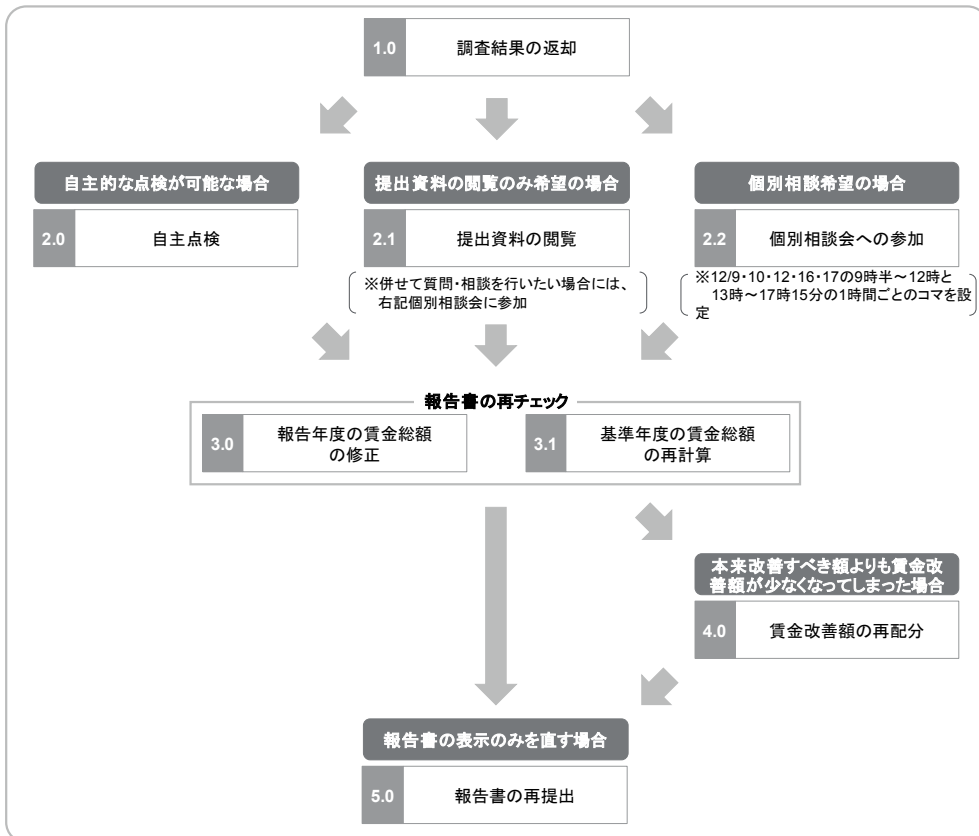 1.0 調査結果の返却
自主的な点検が可能な場合
2.0 自主点検
提出資料の閲覧のみ希望の場合
2.1 提出資料の閲覧
※併せて質問・相談を行いたい場合には、
右記個別相談会に参加
個別相談希望の場合
2.2 個別相談会への参加
※12/9・10・12・16・17の9時半～12時と
13時～17時15分の1時間ごとのコマを設
定
報告書の再チェック
3.0 報告年度の賃金総額
の修正
3.1 基準年度の賃金総額
の再計算
本来改善すべき額よりも賃金改
善額が少なくなってしまった場合
4.0 賃金改善額の再配分
報告書の表示のみを直す場合
5.0 報告書の再提出